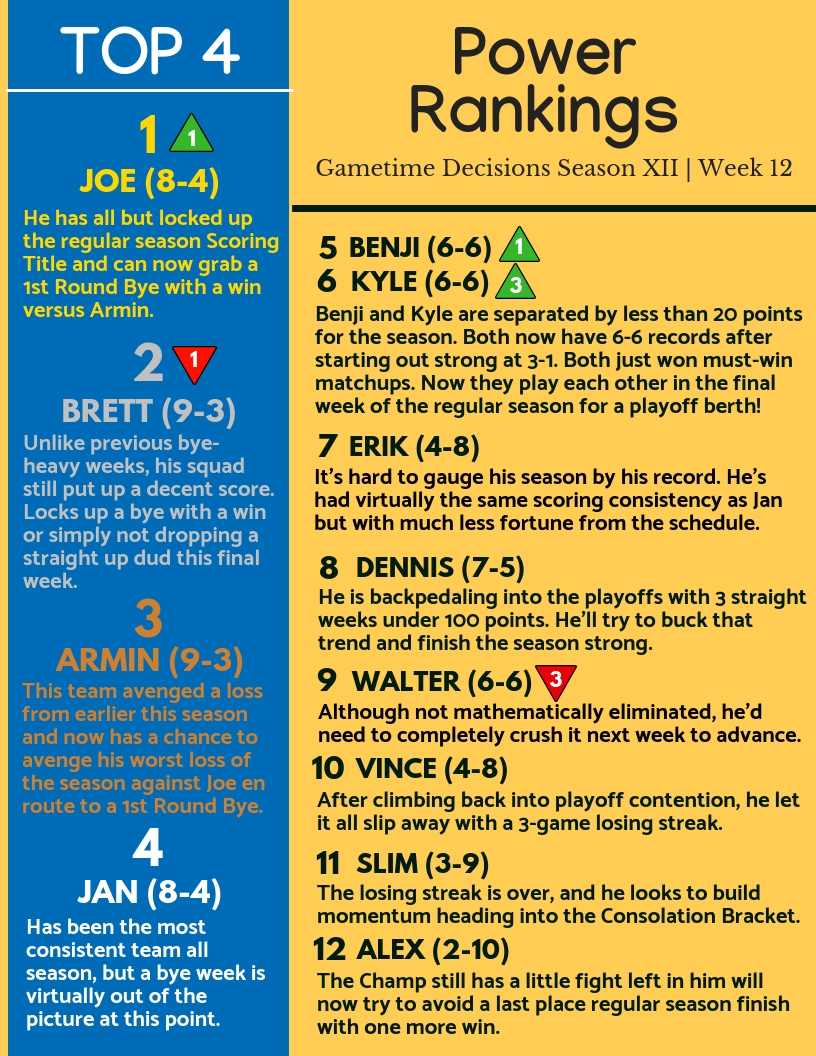 TOP 4
1 1
JOE (8-4)
He has all but locked up
the regular season Scoring
Title and can now grab a
1st Round Bye with a win
versus Armin.
2 1
BRETT (9-3)
Unlike previous bye-
heavy weeks, his squad
still put up a decent score.
Locks up a bye with a win
or simply not dropping a
straight up dud this final
week.
3
ARMIN (9-3)
This team avenged a loss
from earlier this season
and now has a chance to
avenge his worst loss of
the season against Joe en
route to a 1st Round Bye.
4
JAN (8-4)
Has been the most
consistent team all
season, but a bye week is
virtually out of the
picture at this point.
Power
Rankings
Gametime Decisions Season XII | Week 12
5 BENJI (6-6) 1
6 KYLE (6-6) 3
Benji and Kyle are separated by less than 20 points
for the season. Both now have 6-6 records after
starting out strong at 3-1. Both just won must-win
matchups. Now they play each other in the final
week of the regular season for a playoff berth!
7 ERIK (4-8)
It's hard to gauge his season by his record. He's
had virtually the same scoring consistency as Jan
but with much less fortune from the schedule.
8 DENNIS (7-5)
He is backpedaling into the playoffs with 3 straight
weeks under 100 points. He'll try to buck that
trend and finish the season strong.
9 WALTER (6-6) 3
Although not mathematically eliminated, he'd
need to completely crush it next week to advance.
10 VINCE (4-8)
After climbing back into playoff contention, he let
it all slip away with a 3-game losing streak.
11 SLIM (3-9)
The losing streak is over, and he looks to build
momentum heading into the Consolation Bracket.
12 ALEX (2-10)
The Champ still has a little fight left in him will
now try to avoid a last place regular season finish
with one more win.